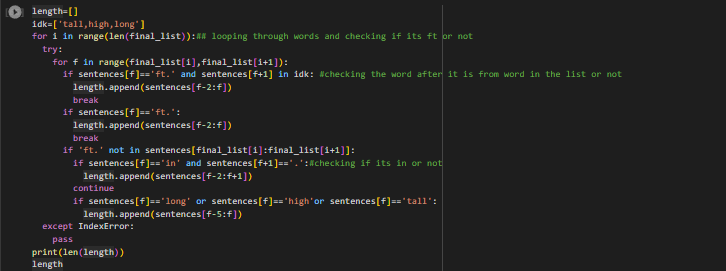 length=[]
idk=['tall,high,long']
for i in range(len(final_list)):## looping through words and checking if its ft or not
  try:
    for f in range(final_list[i],final_list[i+1]):
      if sentences[f]=='ft.' and sentences[f+1] in idk: #checking the word after it is from word in the list or not
        length.append(sentences[f-2:f])
        break
      if sentences[f]=='ft.':
        length.append(sentences[f-2:f])
        break
      if 'ft.' not in sentences[final_list[i]:final_list[i+1]]:
        if sentences[f]=='in' and sentences[f+1]=='.':#checking if its in or not
          length.append(sentences[f-2:f+1])
        continue
        if sentences[f]=='long' or sentences[f]=='high'or sentences[f]=='tall':
          length.append(sentences[f-5:f])
  except IndexError:
    pass
print(len(length))
length